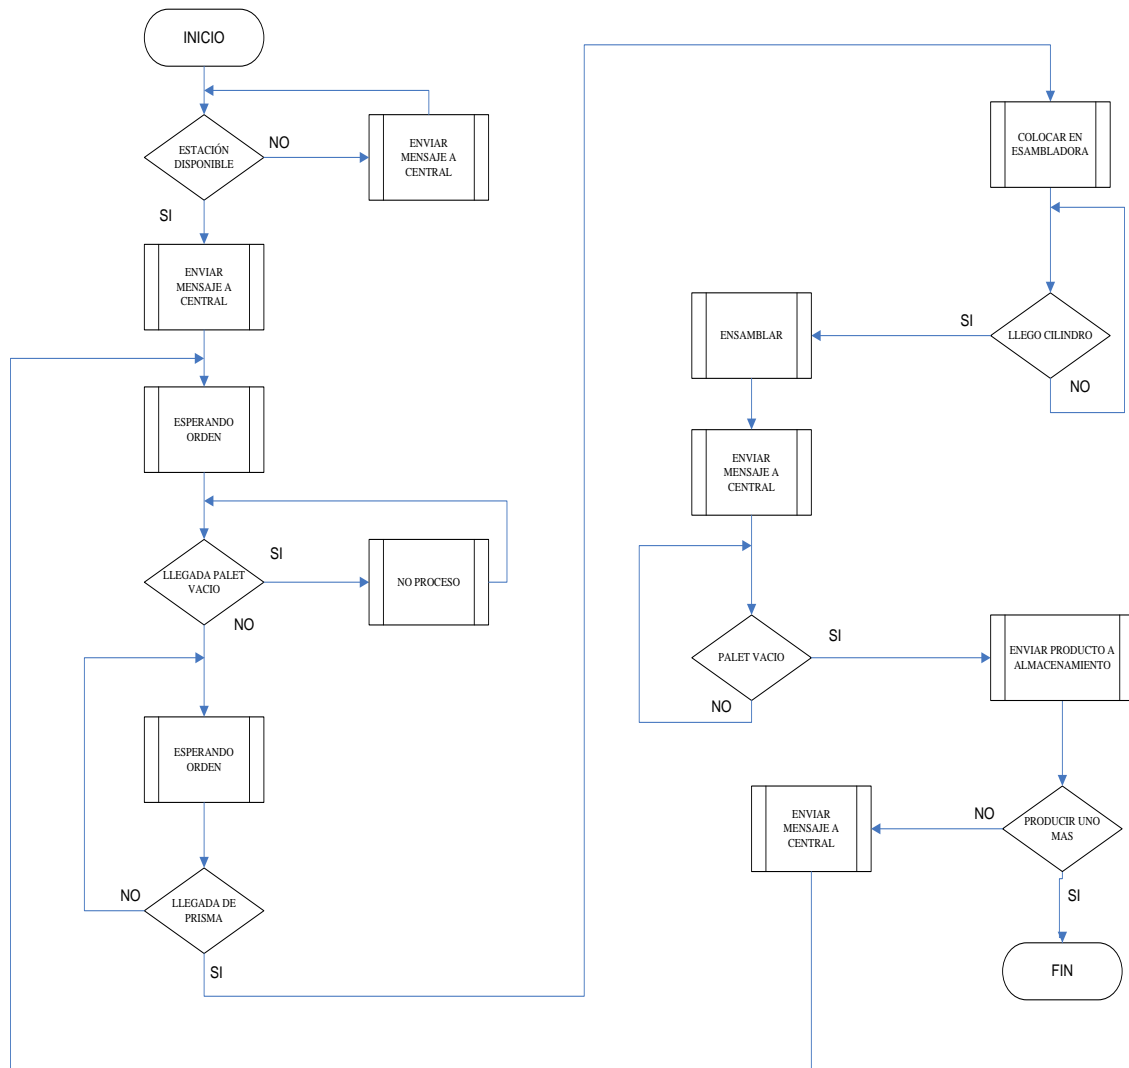 INICIO
ESTACIÓN
DISPONIBLE
NO
ENVIAR
MENSAJE A
CENTRAL
SI
ENVIAR
MENSAJE A
CENTRAL
ESPERANDO
ORDEN
LLEGADA PALET
VACIO
SI
NO PROCESO
NO
ESPERANDO
ORDEN
LLEGADA DE
PRISMA
NO
SI
COLOCAR EN
ESAMBLADORA
LLEGO CILINDRO
SI
NO
ENSAMBLAR
ENVIAR
MENSAJE A
CENTRAL
PALET VACIO
SI
NO
ENVIAR PRODUCTO A
ALMACENAMIENTO
PRODUCIR UNO
MAS
NO
ENVIAR
MENSAJE A
CENTRAL
SI
FIN